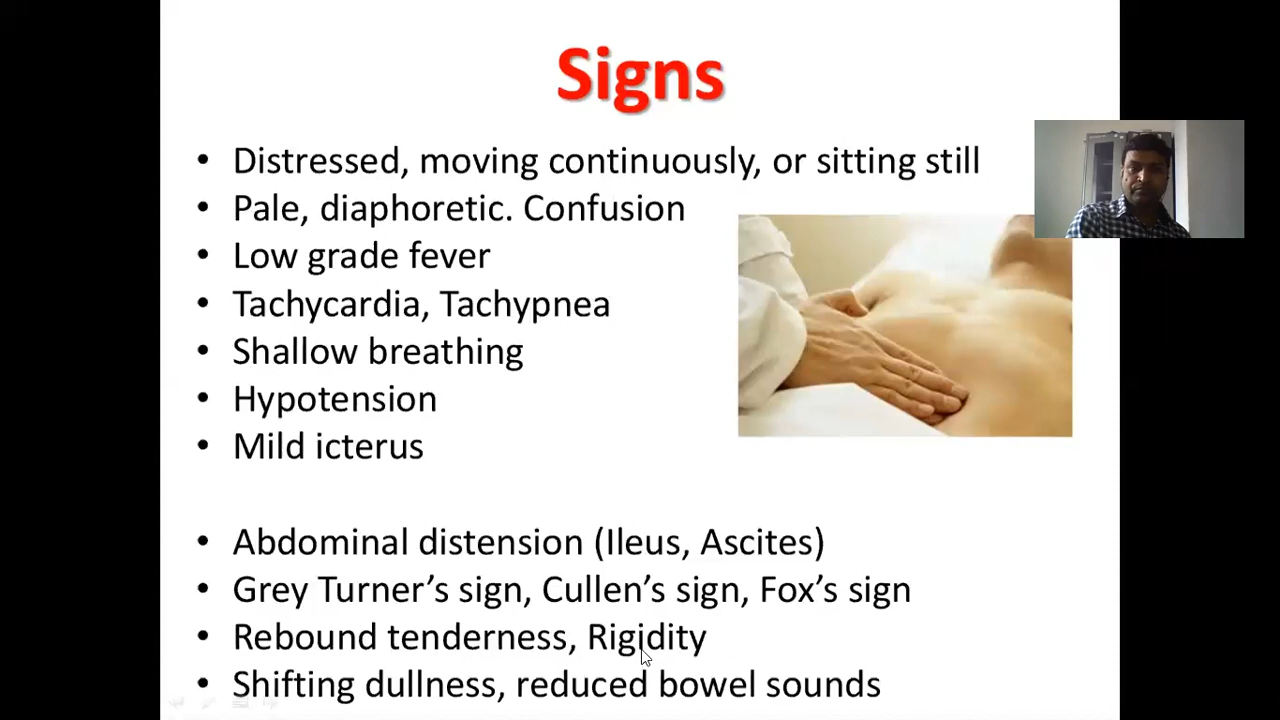 Signs
• Distressed, moving continuously, or sitting still
• Pale, diaphoretic. Confusion
• Low grade fever
• Tachycardia, Tachypnea
• Shallow breathing
• Hypotension
• Mild icterus
• Abdominal distension (Ileus, Ascites)
• Grey Turner’s sign, Cullen’s sign, Fox’s sign
• Rebound tenderness, Rigidity
• Shifting dullness, reduced bowel sounds